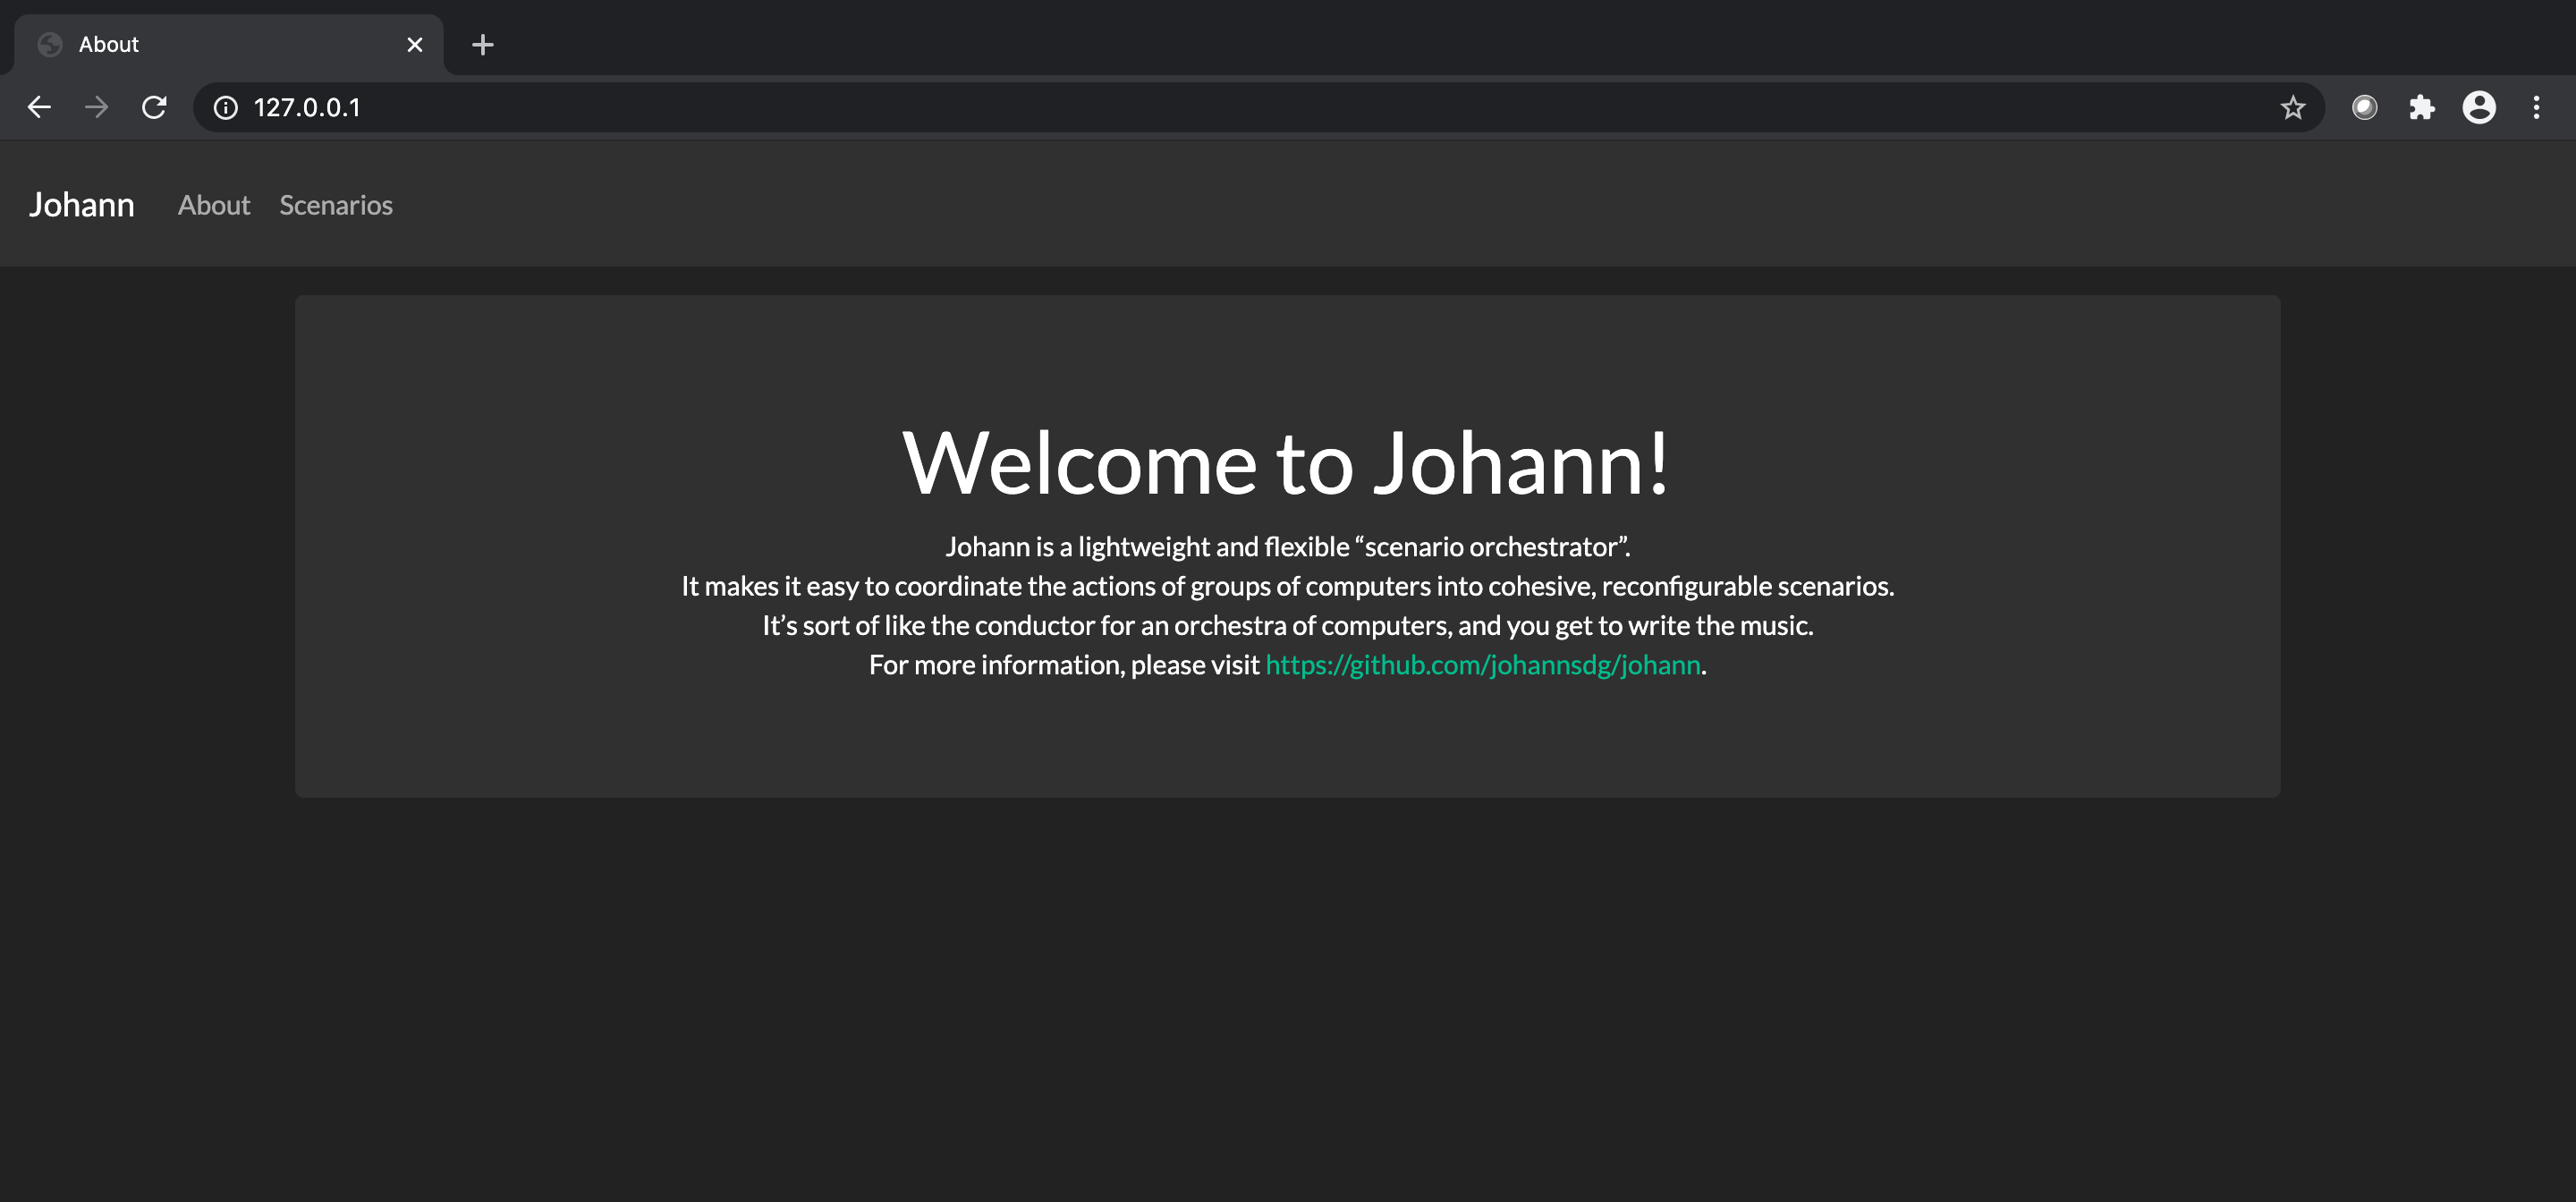 About
127.0.0.1
Johann About Scenarios
Welcome to Johann!
Johann is a lightweight and flexible “scenario orchestrator”.
It makes it easy to coordinate the actions of groups of computers into cohesive, reconfigurable scenarios.
It’s sort of like the conductor for an orchestra of computers, and you get to write the music.
For more information, please visit https://github.com/johannsdg/johann.